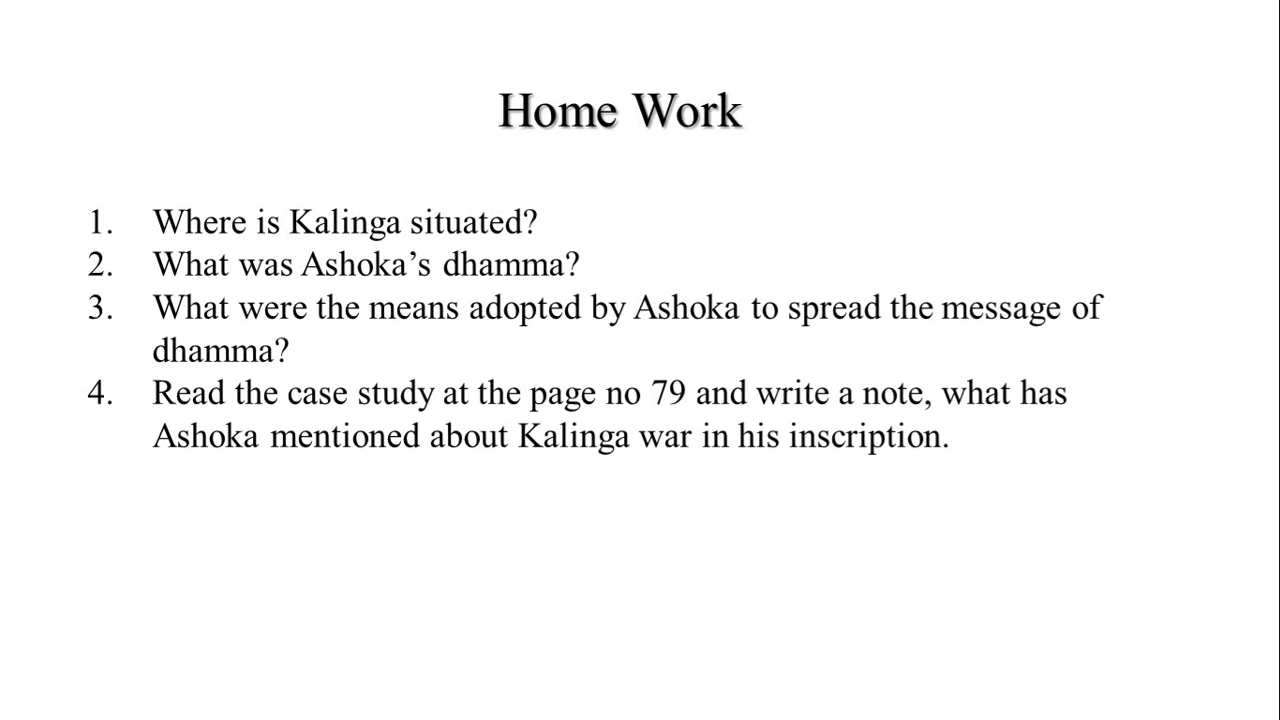 Home Work
1. Where is Kalinga situated?
2. What was Ashoka’s dhamma?
3. What were the means adopted by Ashoka to spread the message of
dhamma?
4. Read the case study at the page no 79 and write a note, what has
Ashoka mentioned about Kalinga war in his inscription.